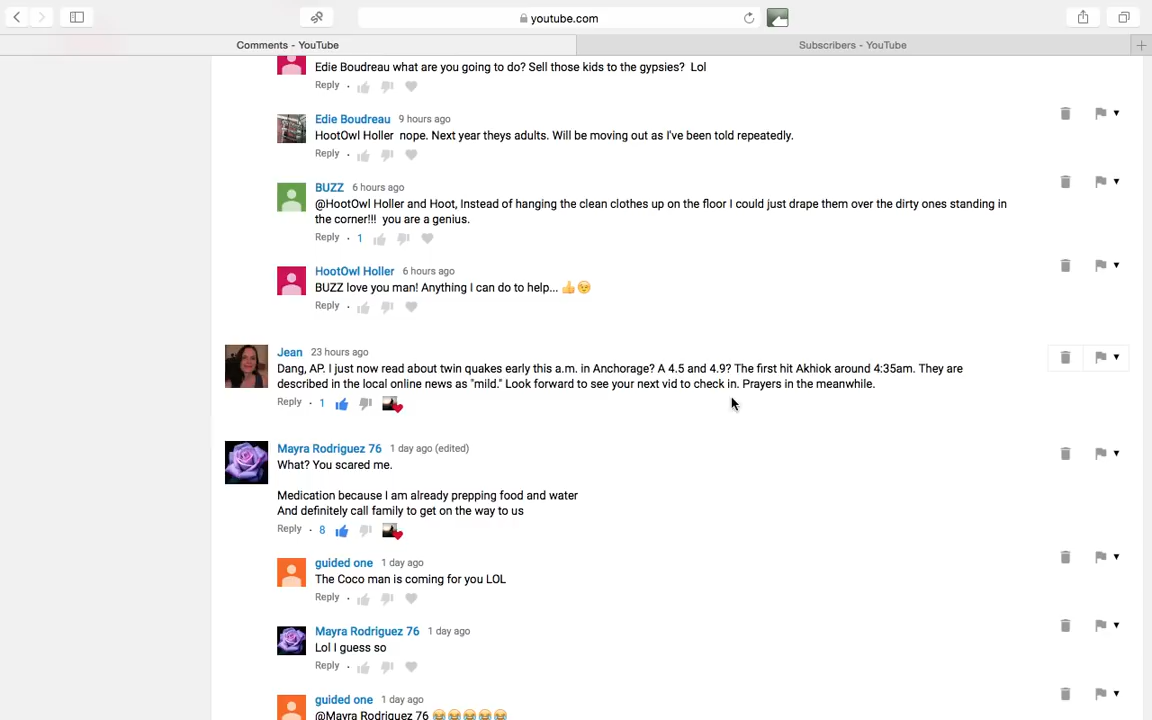 youtube.com
Comments - YouTube
Subscribers - YouTube
Edie Boudreau what are you going to do? Sell those kids to the gypsies? Lol
Reply
Edie Boudreau 9 hours ago
HootOwl Holler nope. Next year theys adults. Will be moving out as I've been told repeatedly.
Reply
BUZZ 6 hours ago
@HootOwl Holler and Hoot, Instead of hanging the clean clothes up on the floor I could just drape them over the dirty ones standing in
the corner!!! you are a genius.
Reply · 1
HootOwl Holler 6 hours ago
BUZZ love you man! Anything I can do to help... 👍😉
Reply
Jean 23 hours ago
Dang, AP. I just now read about twin quakes early this a.m. in Anchorage? A 4.5 and 4.9? The first hit Akhiok around 4:35am. They are
described in the local online news as "mild." Look forward to see your next vid to check in. Prayers in the meanwhile.
Reply · 1
Mayra Rodriguez 76 1 day ago (edited)
What? You scared me.
Medication because I am already prepping food and water
And definitely call family to get on the way to us
Reply · 8
guided one 1 day ago
The Coco man is coming for you LOL
Reply
Mayra Rodriguez 76 1 day ago
Lol I guess so
Reply
guided one 1 day ago
@Mayra Rodriguez 76 😂😂😂😂😂